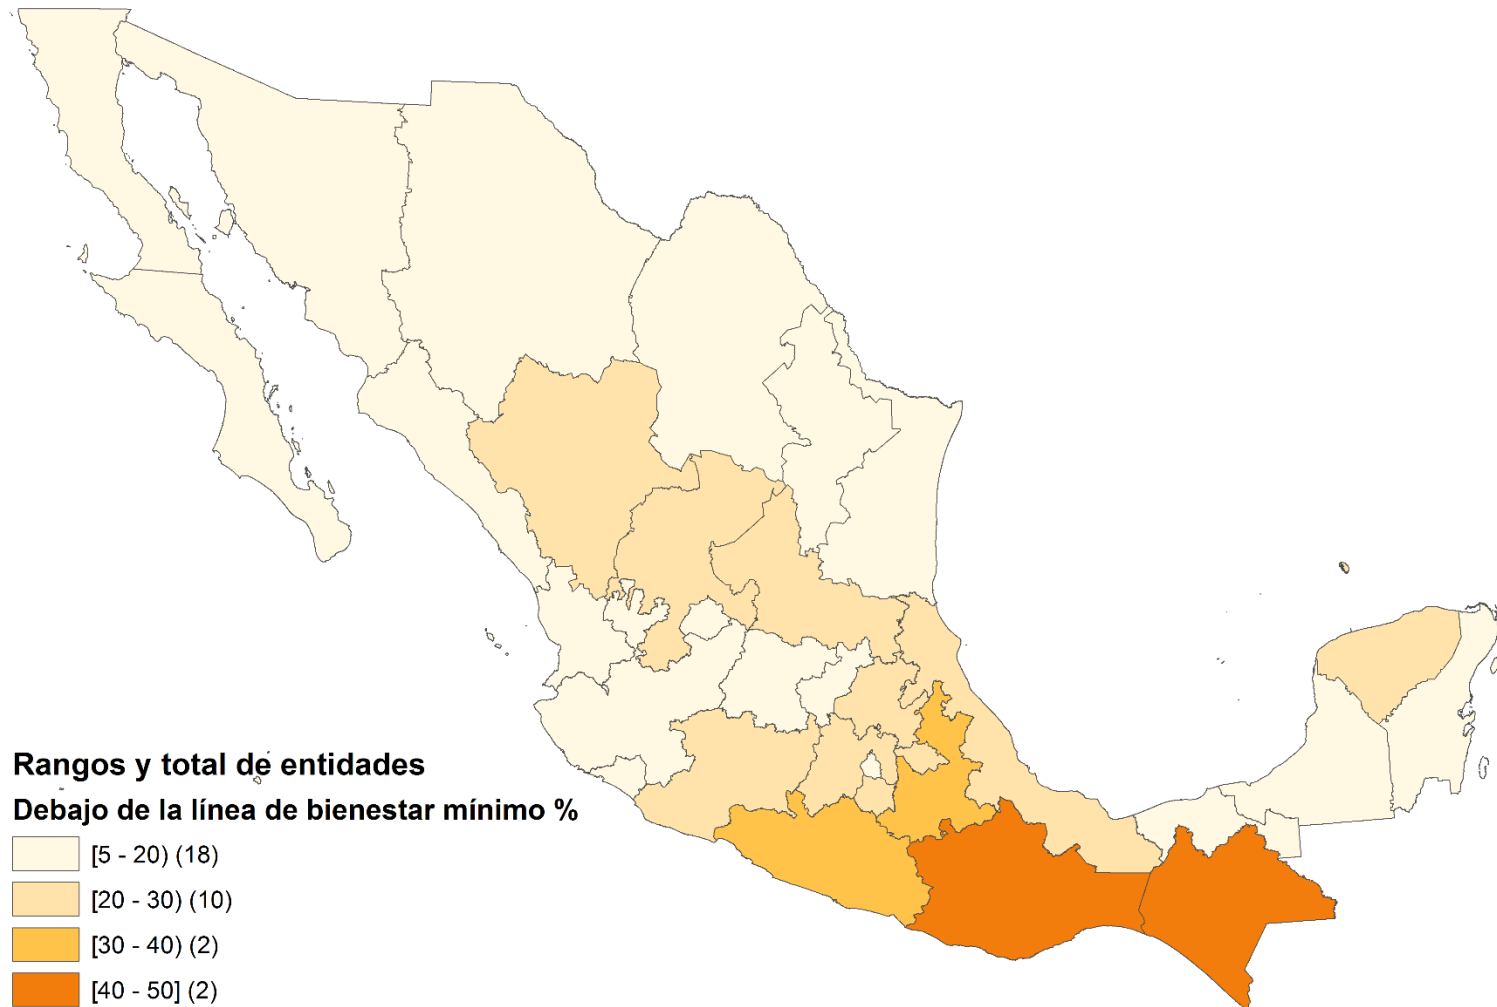 Rangos y total de entidades
Debajo de la línea de bienestar mínimo %
[5 - 20) (18)
[20 - 30) (10)
[30 - 40) (2)
[40 - 50] (2)